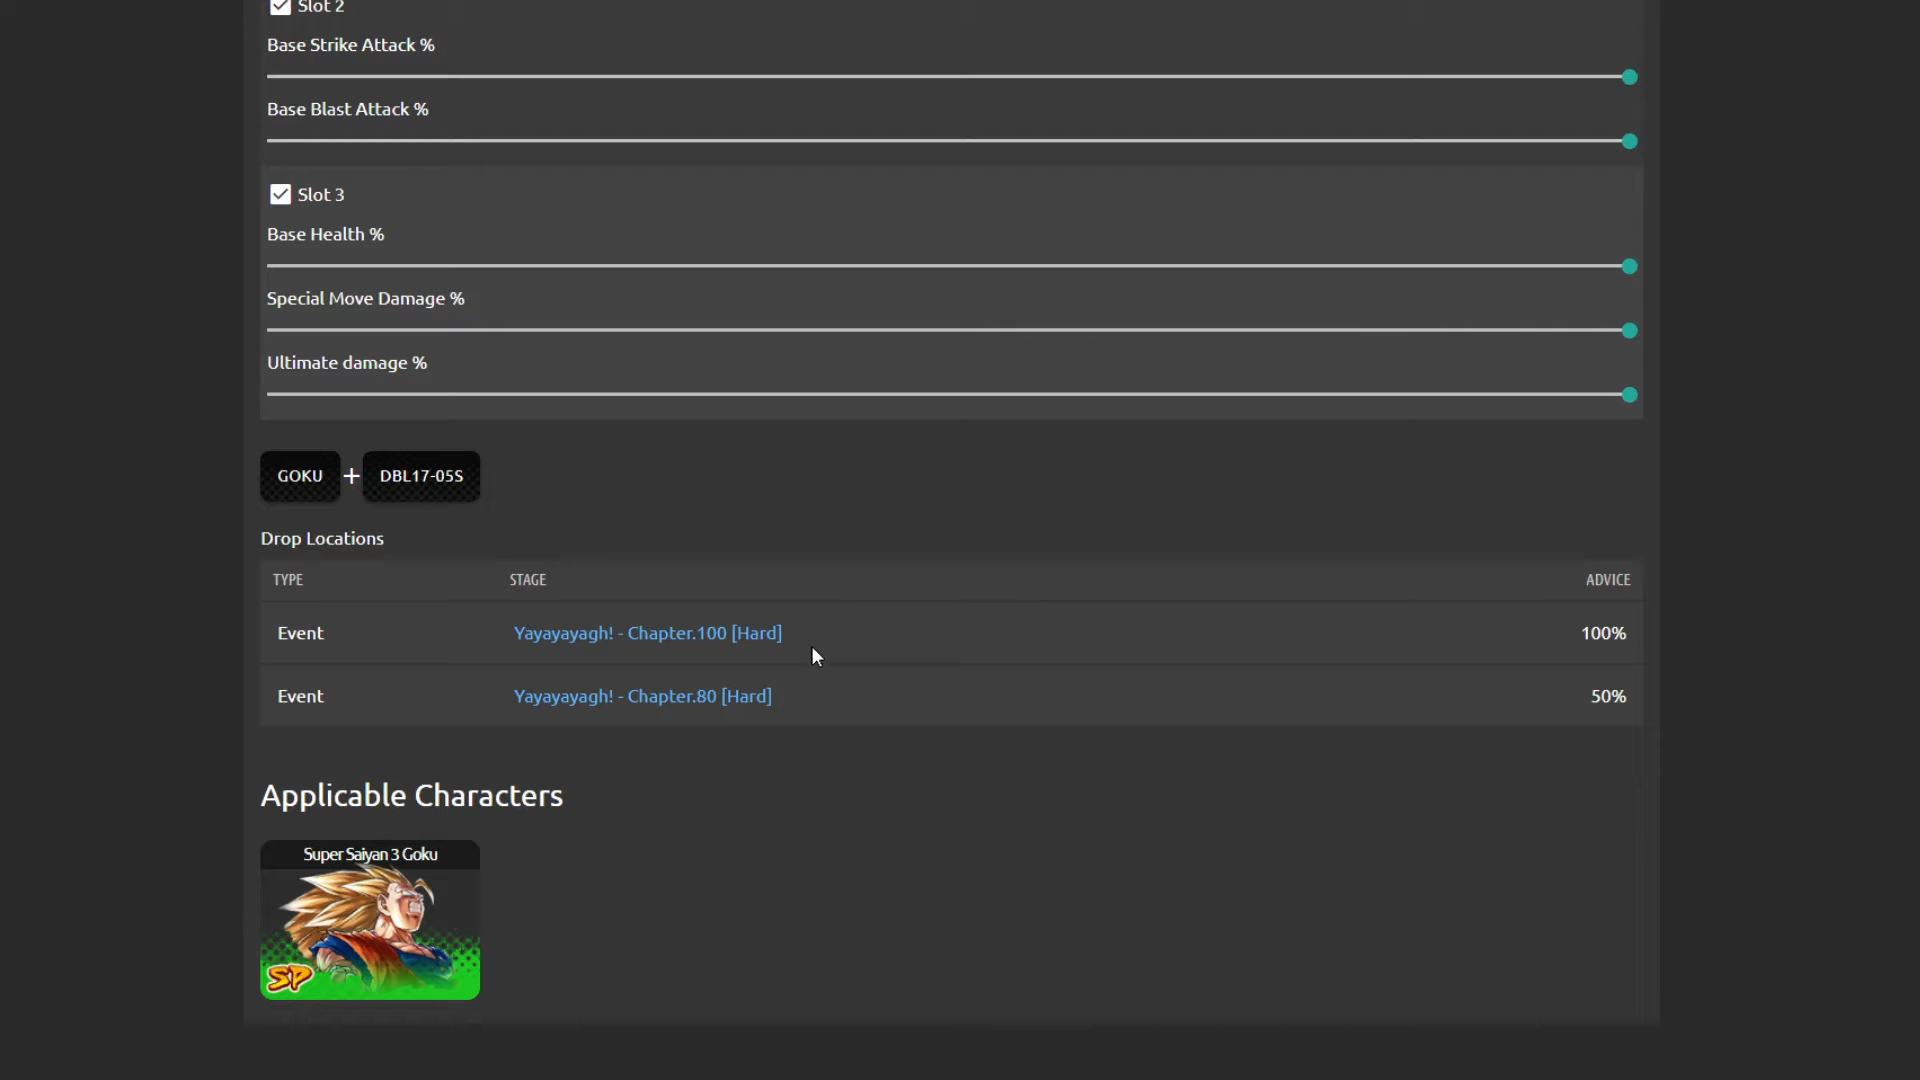 Slot 2
Base Strike Attack %
Base Blast Attack %
Slot 3
Base Health %
Special Move Damage %
Ultimate damage %
GOKU + DBL17-05S
Drop Locations
TYPE STAGE ADVICE
Event Yayayayagh! - Chapter.100 [Hard] 100%
Event Yayayayagh! - Chapter.80 [Hard] 50%
Applicable Characters
Super Saiyan 3 Goku
SP